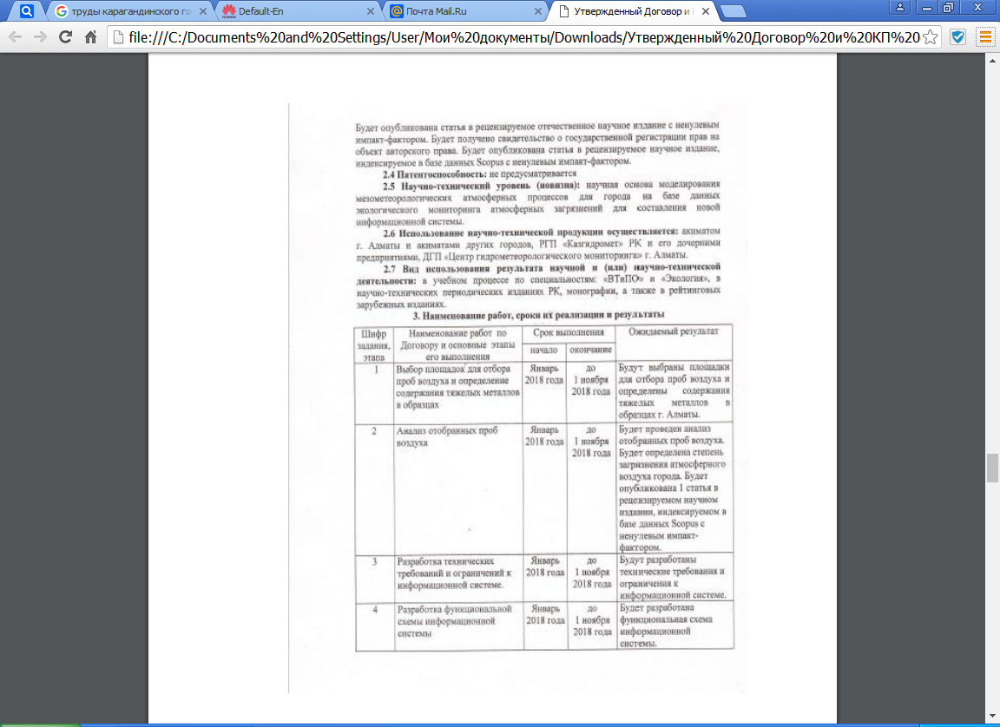 труды карагандинского го
Default-En
Почта Mail.Ru
Утвержденный Договор и
file:///C:/Documents%20and%20Settings/User/Мои%20документы/Downloads/Утвержденный%20Договор%20и%20КП%20
Будет опубликована статья в рецензируемое отечественное научное издание с ненулевым
импакт-фактором. Будет получено свидетельство о государственной регистрации прав на
объект авторского права. Будет опубликована статья в рецензируемое научное издание,
индексируемое в базе данных Scopus с ненулевым импакт-фактором.
2.4 Патентоспособность: не предусматривается
2.5 Научно-технический уровень (новизна): научная основа моделирования
мезометеорологических атмосферных процессов для города на базе данных
экологического мониторинга атмосферных загрязнений для составления новой
информационной системы.
2.6 Использование научно-технической продукции осуществляется: акиматом
г. Алматы и акиматами других городов, РГП «Казгидромет» РК и его дочерними
предприятиями, ДГП «Центр гидрометеорологического мониторинга» г. Алматы.
2.7 Вид использования результата научной и (или) научно-технической
деятельности: в учебном процессе по специальностям: «ВТиПО» и «Экология», в
научно-технических периодических изданиях РК, монографии, а также в рейтинговых
зарубежных изданиях.
3. Наименование работ, сроки их реализации и результаты
Шифр
задания,
этапа
Наименование работ по
Договору и основные этапы
его выполнения
Срок выполнения
начало
окончание
Ожидаемый результат
1
Выбор площадок для отбора
проб воздуха и определение
содержания тяжелых металлов
в образцах
Январь
2018 года
до
1 ноября
2018 года
Будут выбраны площадки
для отбора проб воздуха и
определены содержания
тяжелых металлов в
образцах г. Алматы.
2
Анализ отобранных проб
воздуха
Январь
2018 года
до
1 ноября
2018 года
Будет проведен анализ
отобранных проб воздуха.
Будет определена степень
загрязнения атмосферного
воздуха города. Будет
опубликована 1 статья в
рецензируемом научном
издании, индексируемом в
базе данных Scopus с
ненулевым импакт-
фактором.
3
Разработка технических
требований и ограничений к
информационной системе.
Январь
2018 года
до
1 ноября
2018 года
Будут разработаны
технические требования и
ограничения к
информационной системе.
4
Разработка функциональной
схемы информационной
системы
Январь
2018 года
до
1 ноября
2018 года
Будет разработана
функциональная схема
информационной
системы.